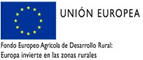 UNIÓN EUROPEA
Fondo Europeo Agrícola de Desarrollo Rural:
Europa invierte en las zonas rurales